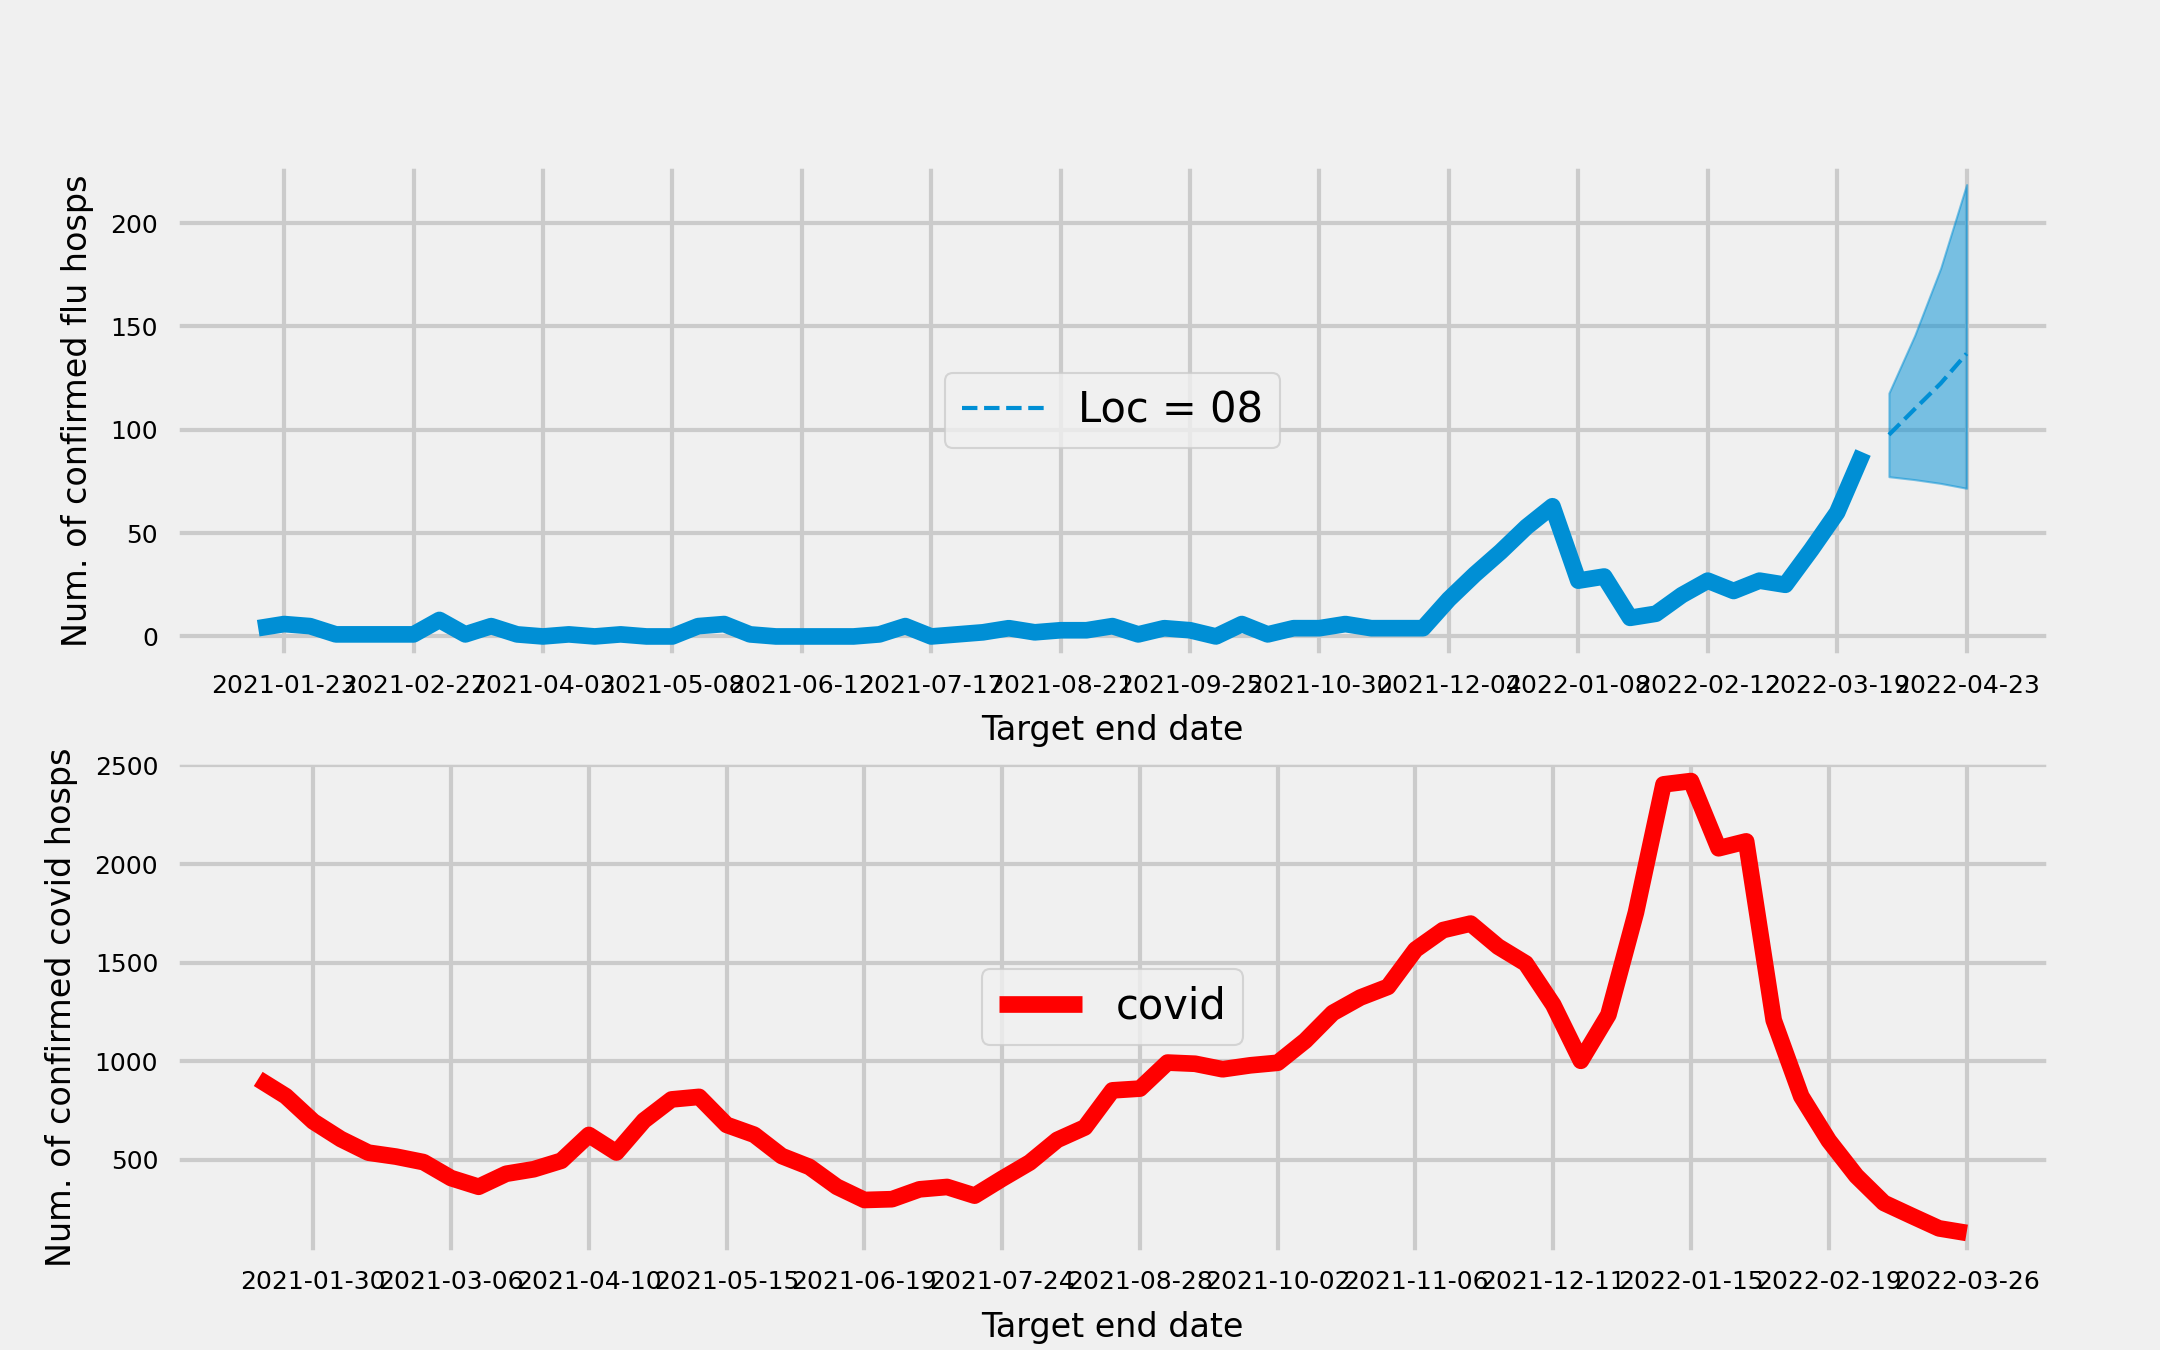 Num. of confirmed flu hosps
200
150
100
50
0
Loc = 08
2021-01-23 2021-02-27 2021-04-03 2021-05-08 2021-06-12 2021-07-17 2021-08-21 2021-09-25 2021-10-30 2021-12-04 2022-01-08 2022-02-12 2022-03-19 2022-04-23
Target end date
Num. of confirmed covid hosps
2500
2000
1500
1000
500
covid
2021-01-30 2021-03-06 2021-04-10 2021-05-15 2021-06-19 2021-07-24 2021-08-28 2021-10-02 2021-11-06 2021-12-11 2022-01-15 2022-02-19 2022-03-26
Target end date